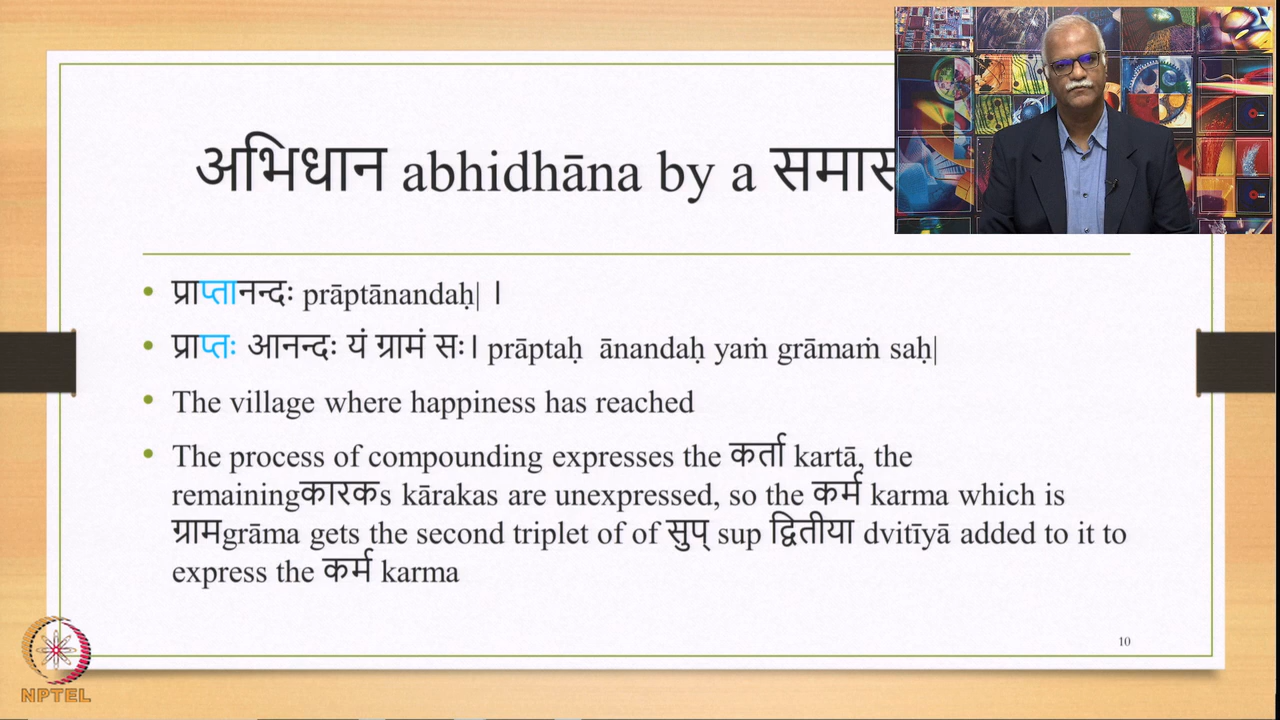 अभिधान abhidhāna by a समास
• प्राप्तानन्दः prāptānandaḥ| ।
• प्राप्तः आनन्दः यं ग्रामं सः। prāptaḥ ānandaḥ yaṁ grāmaṁ saḥ|
• The village where happiness has reached
• The process of compounding expresses the कर्ता kartā, the
remainingकारकs kārakas are unexpressed, so the कर्म karma which is
ग्रामgrāma gets the second triplet of of सुप् sup द्वितीया dvitīyā added to it to
express the कर्म karma
10
NPTEL